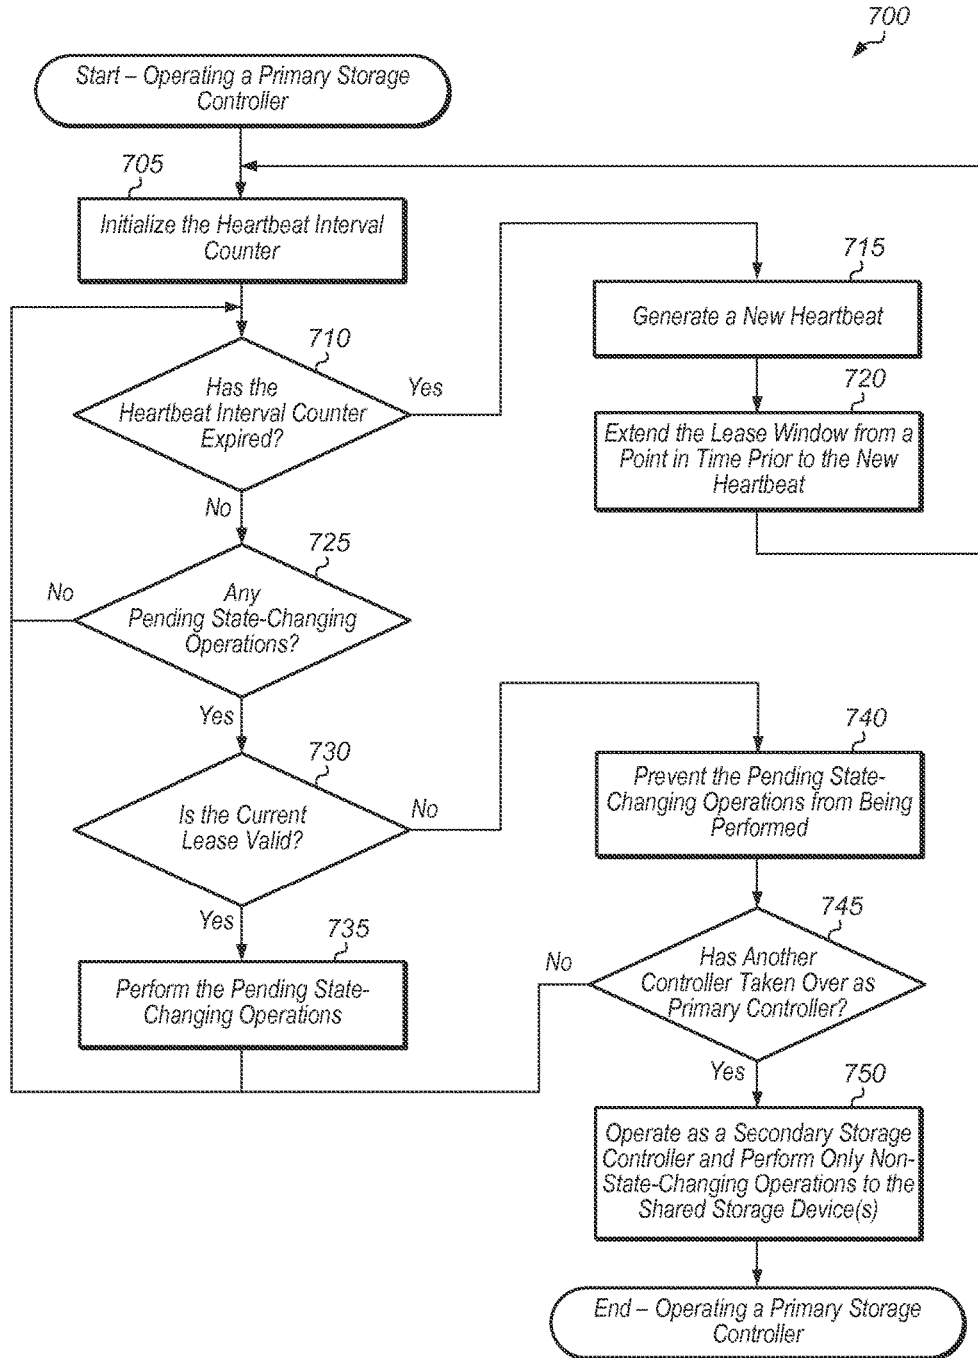 700
Start – Operating a Primary Storage
Controller
705
Initialize the Heartbeat Interval
Counter
710
Has the
Heartbeat Interval Counter
Expired?
Yes
No
715
Generate a New Heartbeat
720
Extend the Lease Window from a
Point in Time Prior to the New
Heartbeat
725
Any
Pending State-Changing
Operations?
No
Yes
730
Is the Current
Lease Valid?
No
Yes
735
Perform the Pending State-
Changing Operations
740
Prevent the Pending State-
Changing Operations from Being
Performed
745
Has Another
Controller Taken Over as
Primary Controller?
No
Yes
750
Operate as a Secondary Storage
Controller and Perform Only Non-
State-Changing Operations to the
Shared Storage Device(s)
End – Operating a Primary Storage
Controller